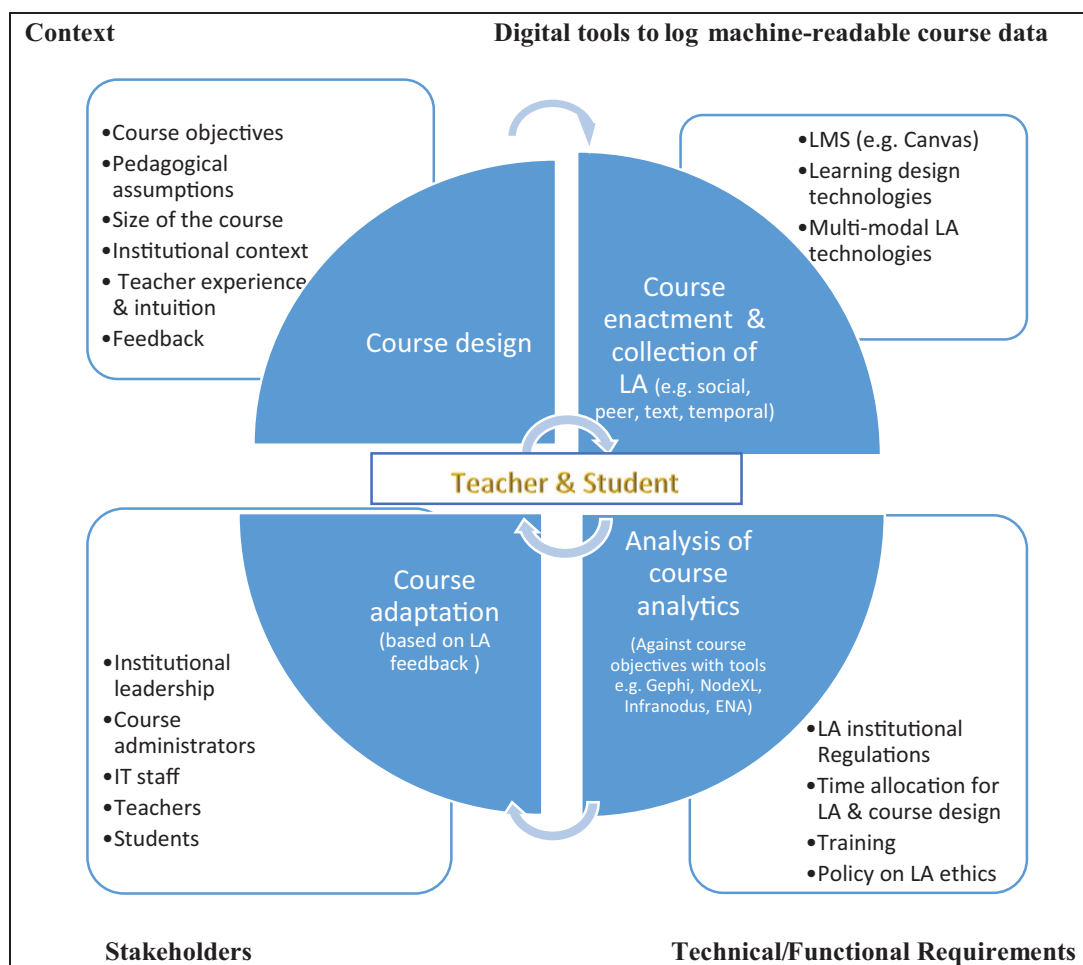 Context
Digital tools to log machine-readable course data
•Course objectives
•Pedagogical
assumptions
•Size of the course
•Institutional context
• Teacher experience
& intuition
•Feedback
•LMS (e.g. Canvas)
•Learning design
technologies
•Multi-modal LA
technologies
Course design
Course
enactment &
collection of
LA (e.g. social,
peer, text, temporal)
Teacher & Student
Course
adaptation
(based on LA
feedback )
Analysis of
course
analytics
(Against course
objectives with tools
e.g. Gephi, NodeXL,
Infranodus, ENA)
•Institutional
leadership
•Course
administrators
•IT staff
•Teachers
•Students
•LA institutional
Regulations
•Time allocation for
LA & course design
•Training
•Policy on LA ethics
Stakeholders
Technical/Functional Requirements